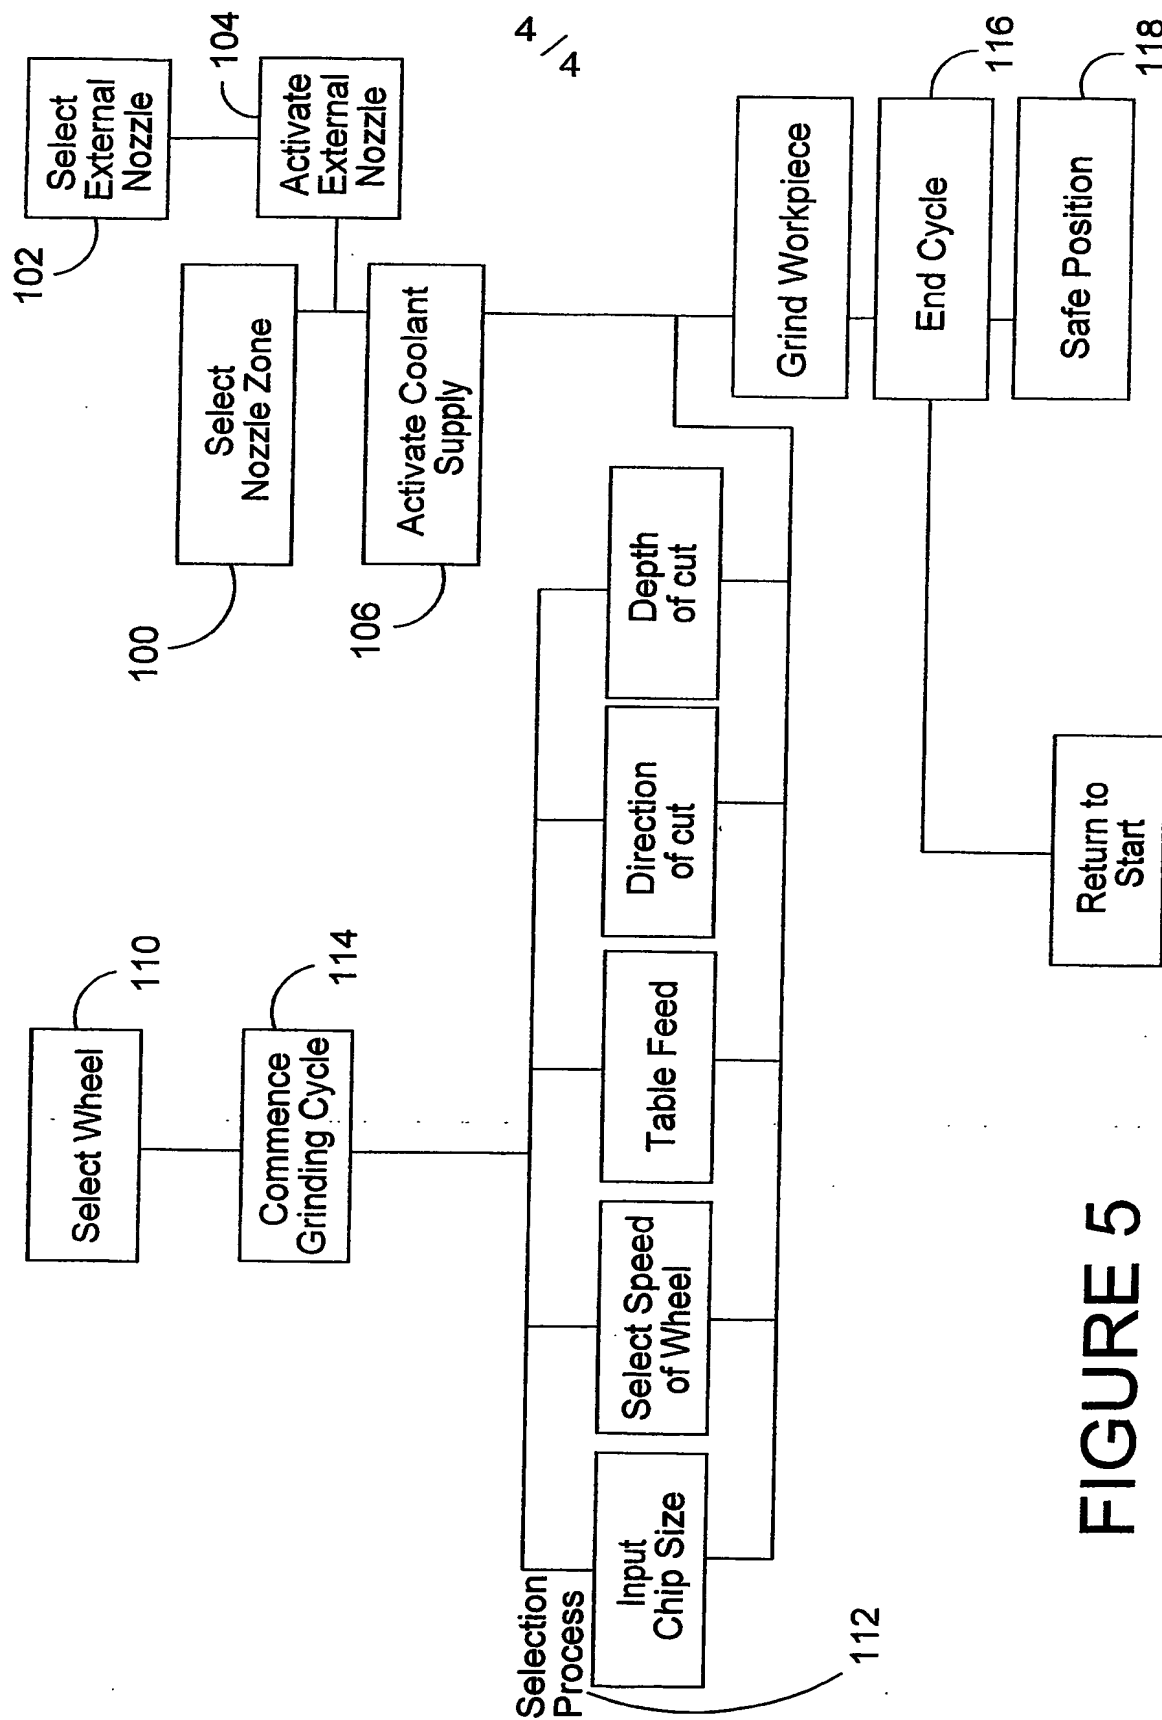 4/4
110
Select Wheel
114
Commence
Grinding Cycle
Selection
Process
112
Input
Chip Size
Select Speed
of Wheel
Table Feed
Direction
of cut
Depth
of cut
102
Select
External
Nozzle
104
Activate
External
Nozzle
100
Select
Nozzle Zone
106
Activate Coolant
Supply
Grind Workpiece
116
End Cycle
118
Safe Position
Return to
Start
FIGURE 5